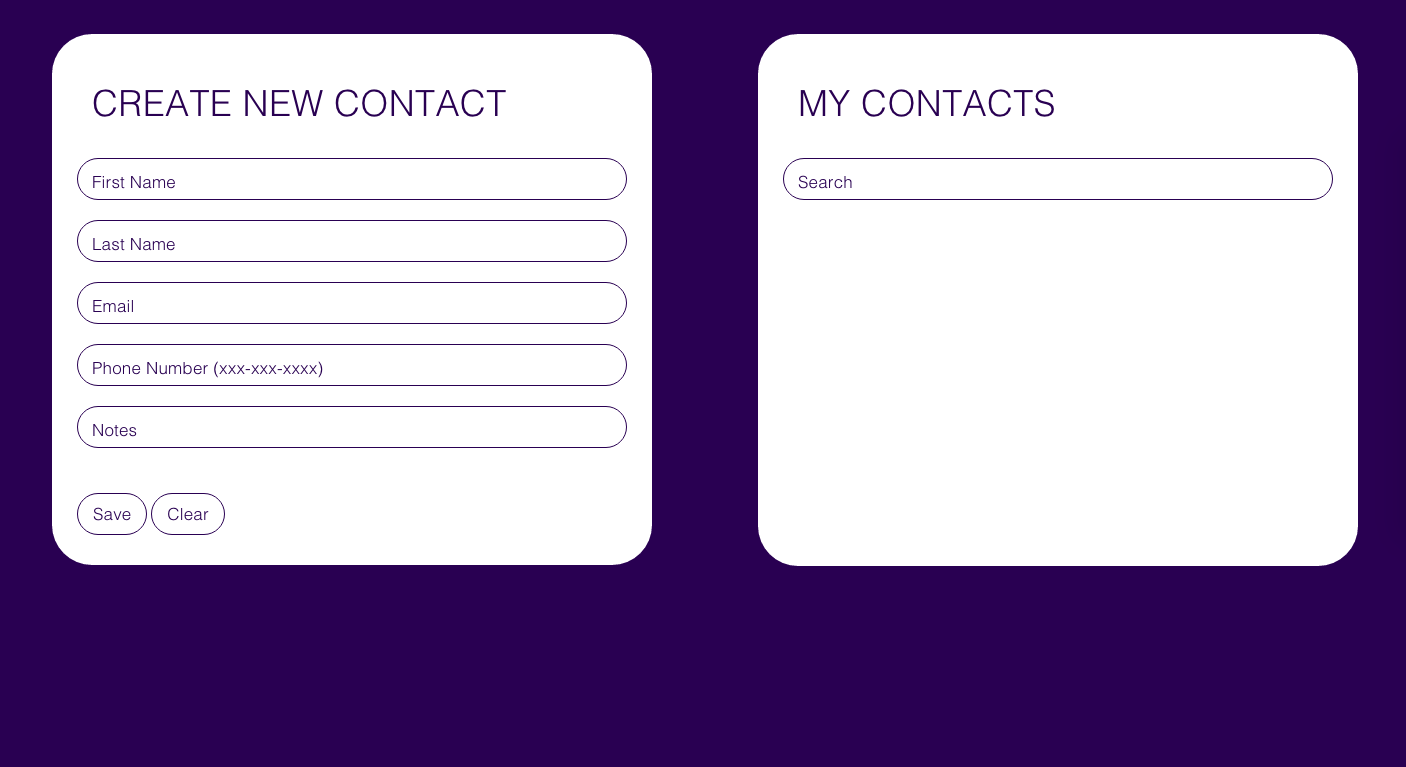 CREATE NEW CONTACT
First Name
Last Name
Email
Phone Number (xxx-xxx-xxxx)
Notes
Save
Clear
MY CONTACTS
Search